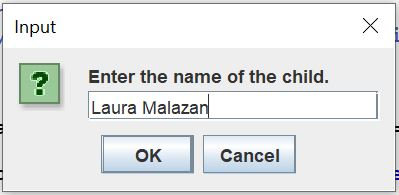 Input
?
Enter the name of the child.
Laura Malazan
OK
Cancel